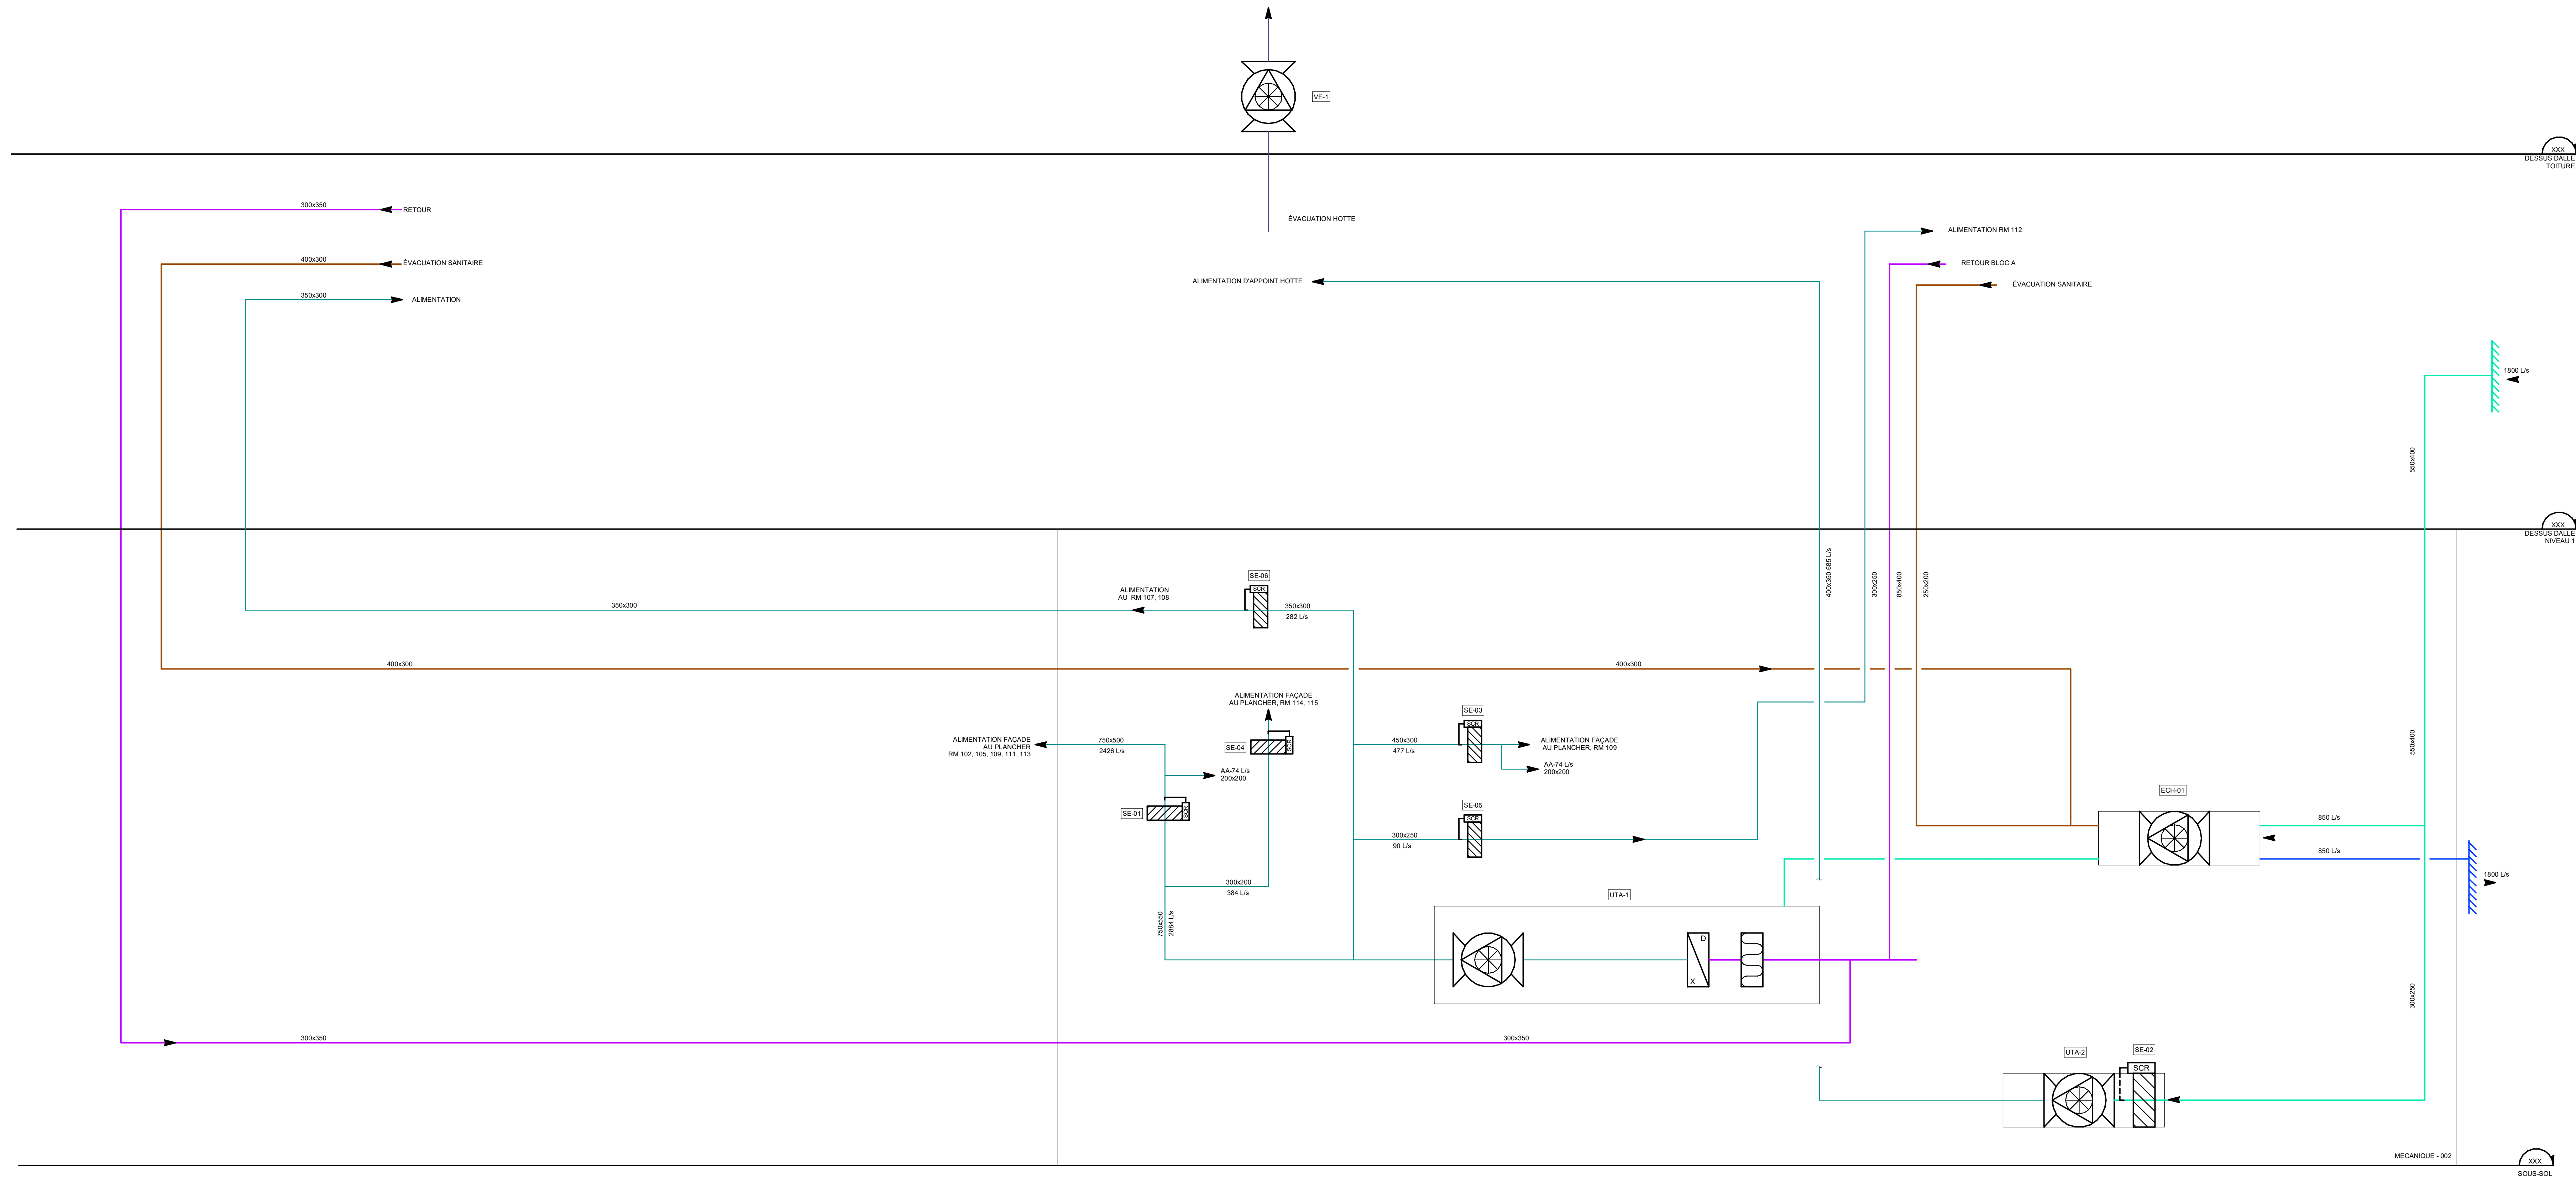 VE-1
XXX
DESSUS DALLE
TOITURE
300x350
RETOUR
ÉVACUATION HOTTE
ALIMENTATION RM 112
400x300
ÉVACUATION SANITAIRE
RETOUR BLOC A
ALIMENTATION D'APPOINT HOTTE
ÉVACUATION SANITAIRE
350x300
ALIMENTATION
1800 L/s
550x400
XXX
DESSUS DALLE
NIVEAU 1
400x350 685 L/s
300x250
850x400
250x200
SE-06
SCR
ALIMENTATION
AU RM 107, 108
350x300
350x300
282 L/s
400x300
400x300
ALIMENTATION FAÇADE
AU PLANCHER, RM 114, 115
SE-03
SCR
ALIMENTATION FAÇADE
AU PLANCHER
RM 102, 105, 109, 111, 113
750x500
2426 L/s
SE-04
SCR
450x300
477 L/s
ALIMENTATION FAÇADE
AU PLANCHER, RM 109
550x400
AA-74 L/s
200x200
AA-74 L/s
200x200
ECH-01
SE-01
SCR
SE-05
SCR
300x250
90 L/s
850 L/s
850 L/s
1800 L/s
300x200
384 L/s
UTA-1
750x550
2884 L/s
D
X
300x250
300x350
300x350
UTA-2
SE-02
SCR
MECANIQUE - 002
XXX
SOUS-SOL